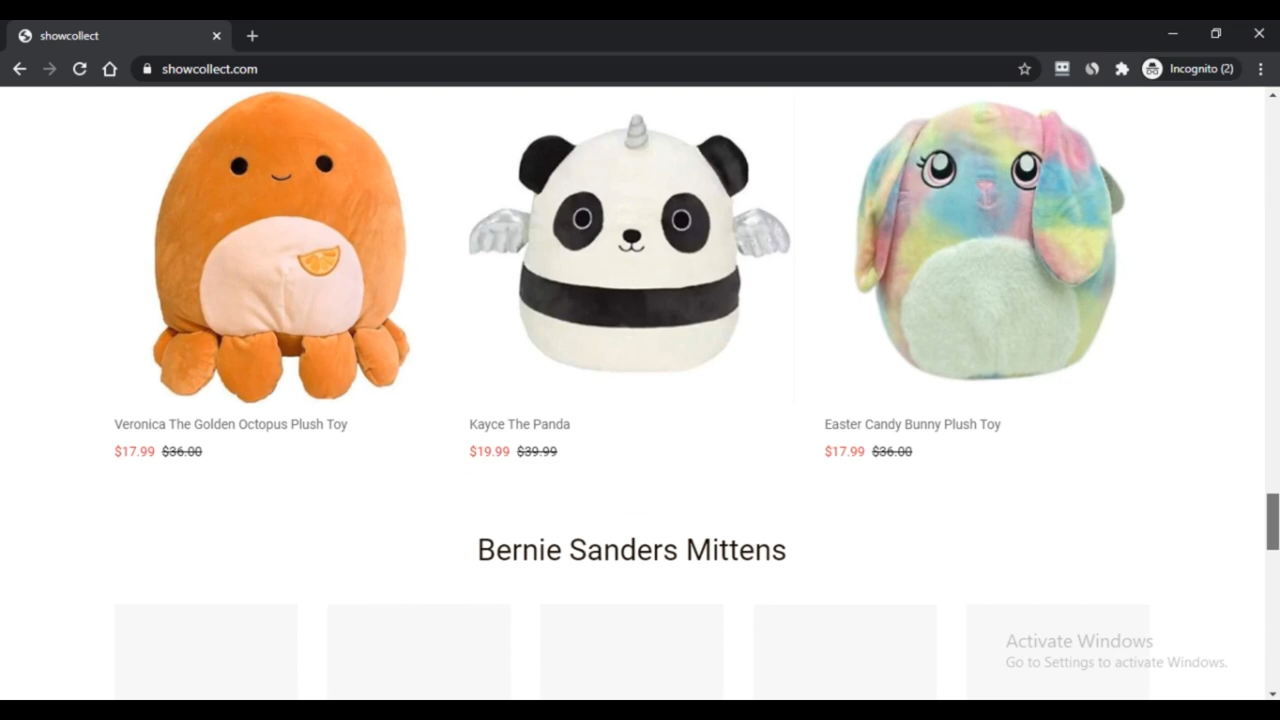 showcollect
showcollect.com
Incognito (2)
Veronica The Golden Octopus Plush Toy
$17.99 $36.00
Kayce The Panda
$19.99 $39.99
Easter Candy Bunny Plush Toy
$17.99 $36.00
Bernie Sanders Mittens
Activate Windows
Go to Settings to activate Windows.